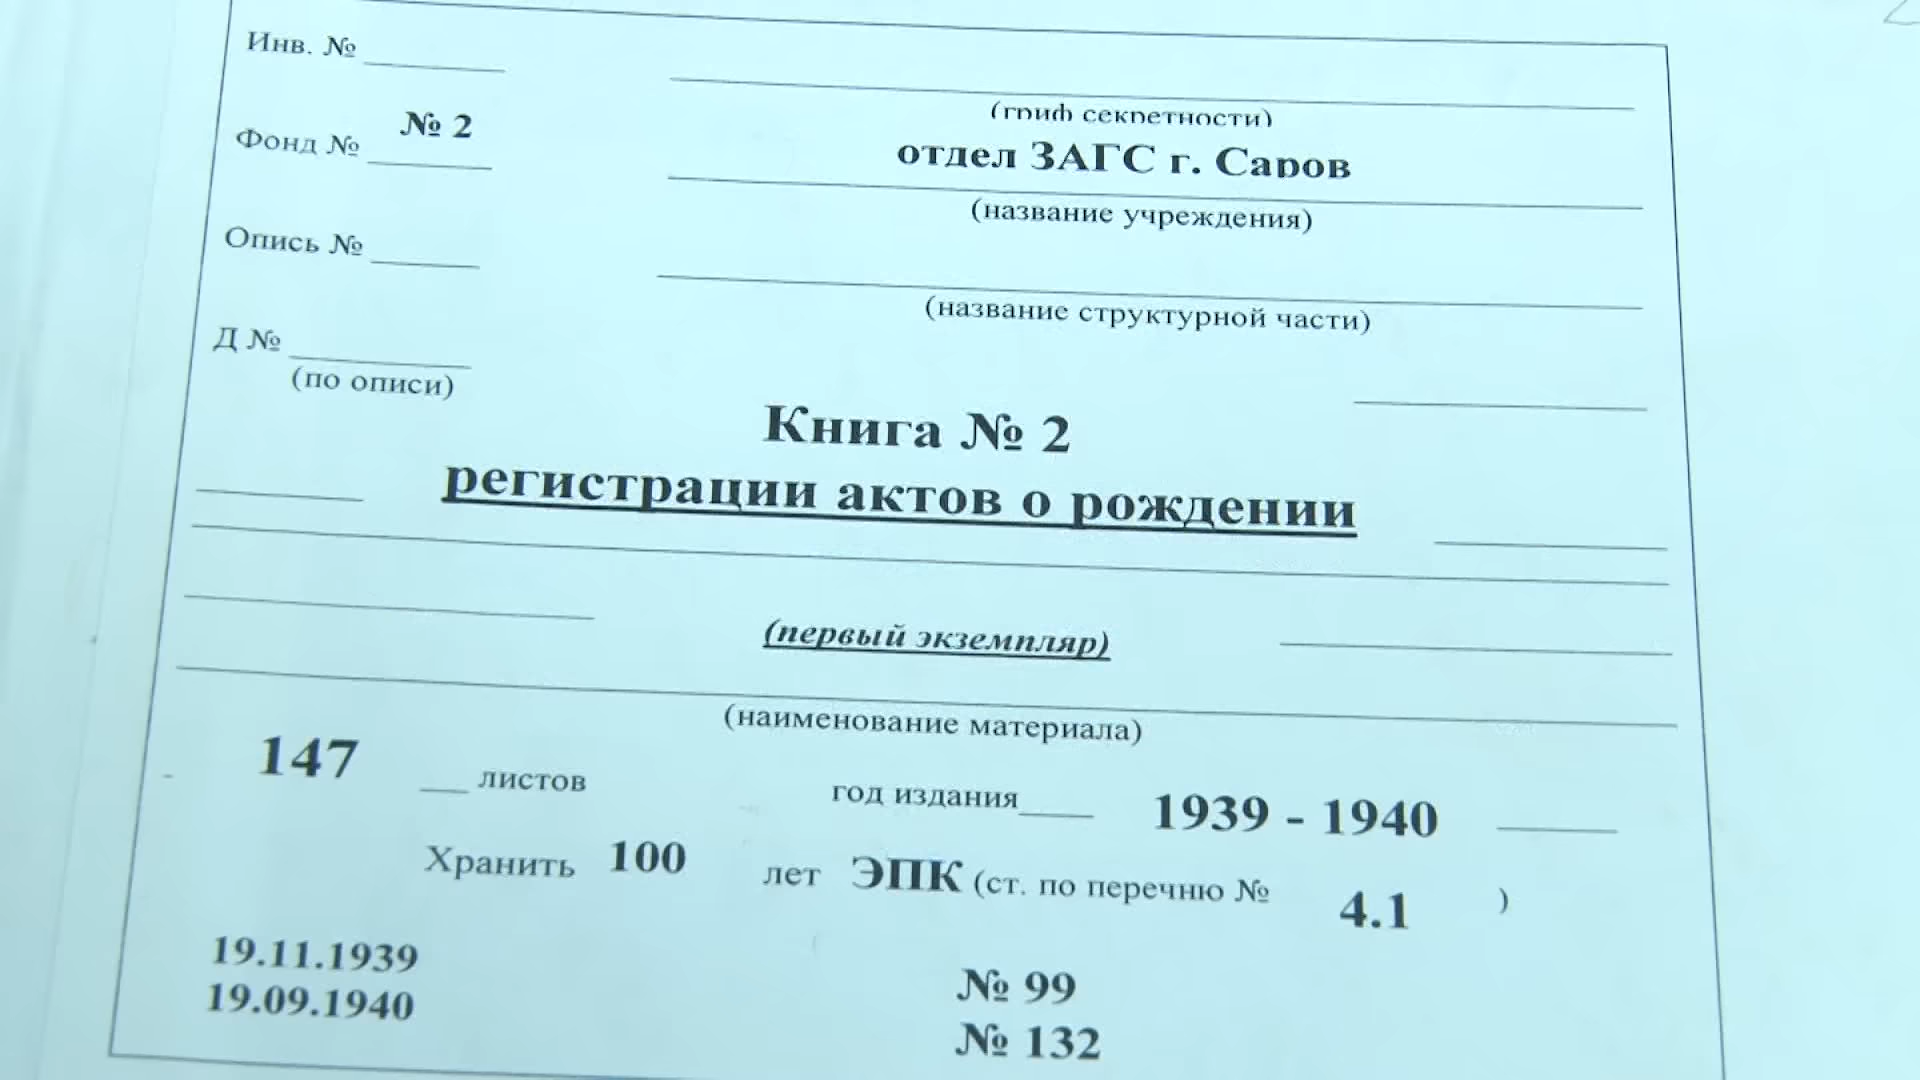 Инв. №
(гриф секретности)
№ 2
Фонд №
отдел ЗАГС г. Саров
(название учреждения)
Опись №
(название структурной части)
Д №
(по описи)
Книга № 2
регистрации актов о рождении
(первый экземпляр)
(наименование материала)
147 листов год издания 1939 - 1940
Хранить 100 лет ЭПК (ст. по перечню № 4.1 )
19.11.1939 № 99
19.09.1940 № 132